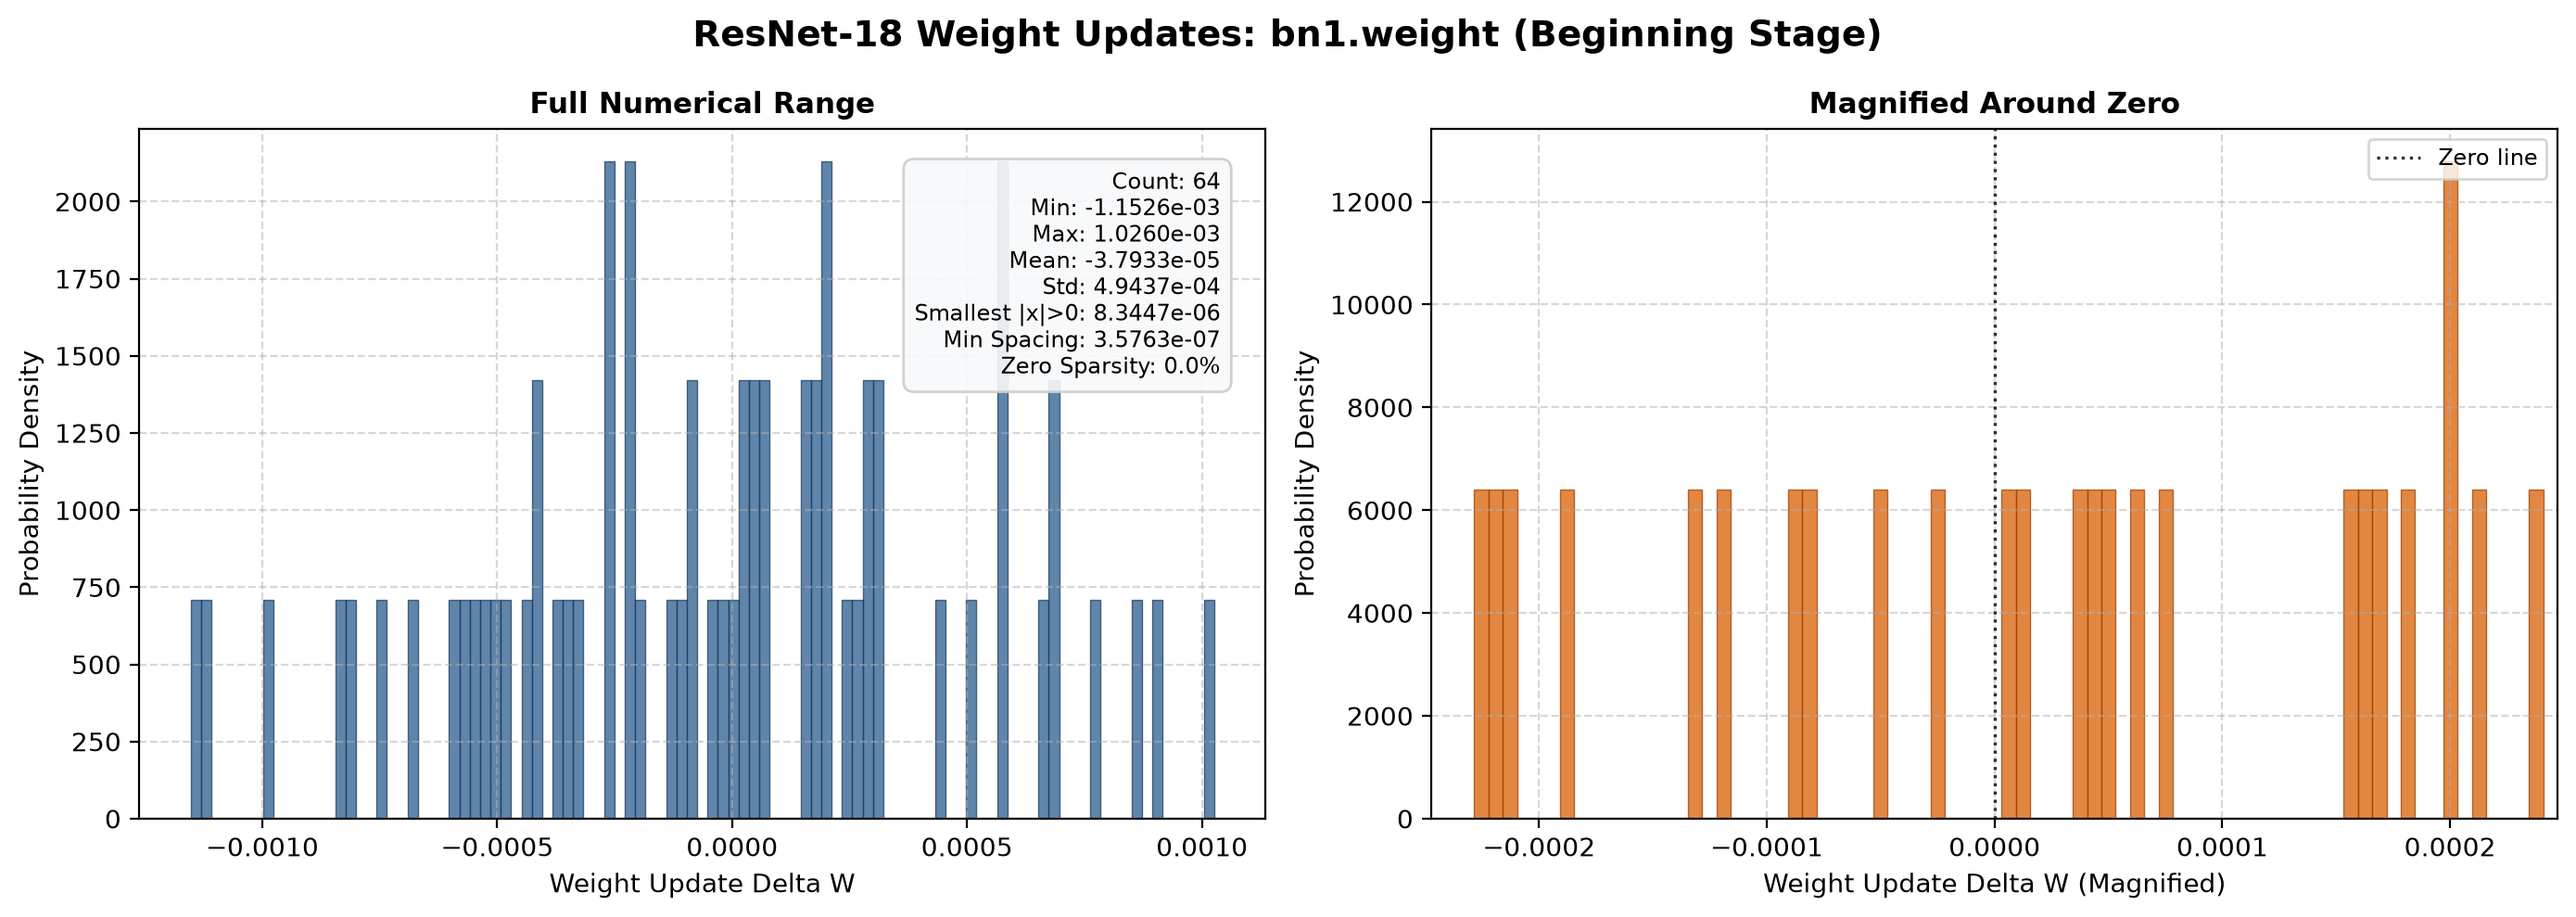 ResNet-18 Weight Updates: bn1.weight (Beginning Stage)
Full Numerical Range
Probability Density
2000
1750
1500
1250
1000
750
500
250
0
Count: 64
Min: -1.1526e-03
Max: 1.0260e-03
Mean: -3.7933e-05
Std: 4.9437e-04
Smallest |x|>0: 8.3447e-06
Min Spacing: 3.5763e-07
Zero Sparsity: 0.0%
−0.0010 −0.0005 0.0000 0.0005 0.0010
Weight Update Delta W
Magnified Around Zero
Probability Density
12000
10000
8000
6000
4000
2000
0
Zero line
−0.0002 −0.0001 0.0000 0.0001 0.0002
Weight Update Delta W (Magnified)